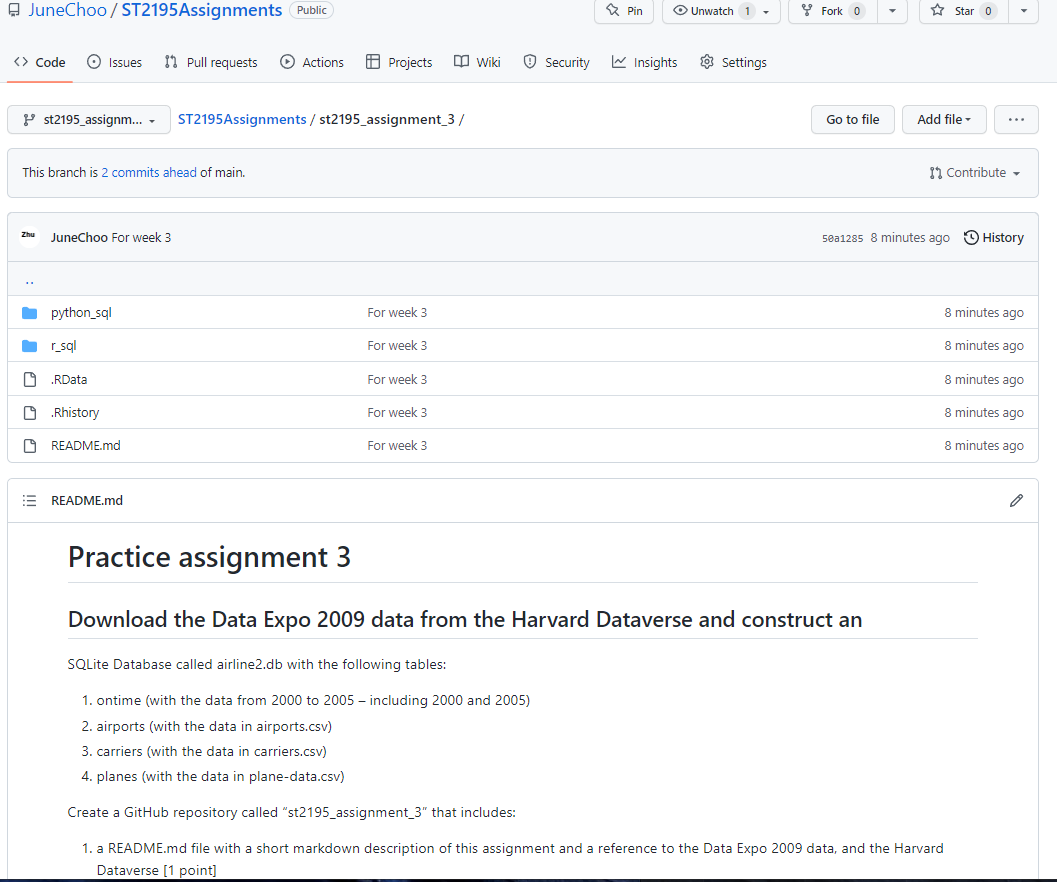 JuneChoo / ST2195Assignments Public Pin Unwatch 1 Fork 0 Star 0
Code Issues Pull requests Actions Projects Wiki Security Insights Settings
st2195_assignm... ST2195Assignments / st2195_assignment_3 / Go to file Add file ...
This branch is 2 commits ahead of main. Contribute
Zhu JuneChoo For week 3 50a1285 8 minutes ago History
..
python_sql For week 3 8 minutes ago
r_sql For week 3 8 minutes ago
.RData For week 3 8 minutes ago
.Rhistory For week 3 8 minutes ago
README.md For week 3 8 minutes ago
README.md
Practice assignment 3
Download the Data Expo 2009 data from the Harvard Dataverse and construct an
SQLite Database called airline2.db with the following tables:
1. ontime (with the data from 2000 to 2005 – including 2000 and 2005)
2. airports (with the data in airports.csv)
3. carriers (with the data in carriers.csv)
4. planes (with the data in plane-data.csv)
Create a GitHub repository called “st2195_assignment_3” that includes:
1. a README.md file with a short markdown description of this assignment and a reference to the Data Expo 2009 data, and the Harvard
Dataverse [1 point]